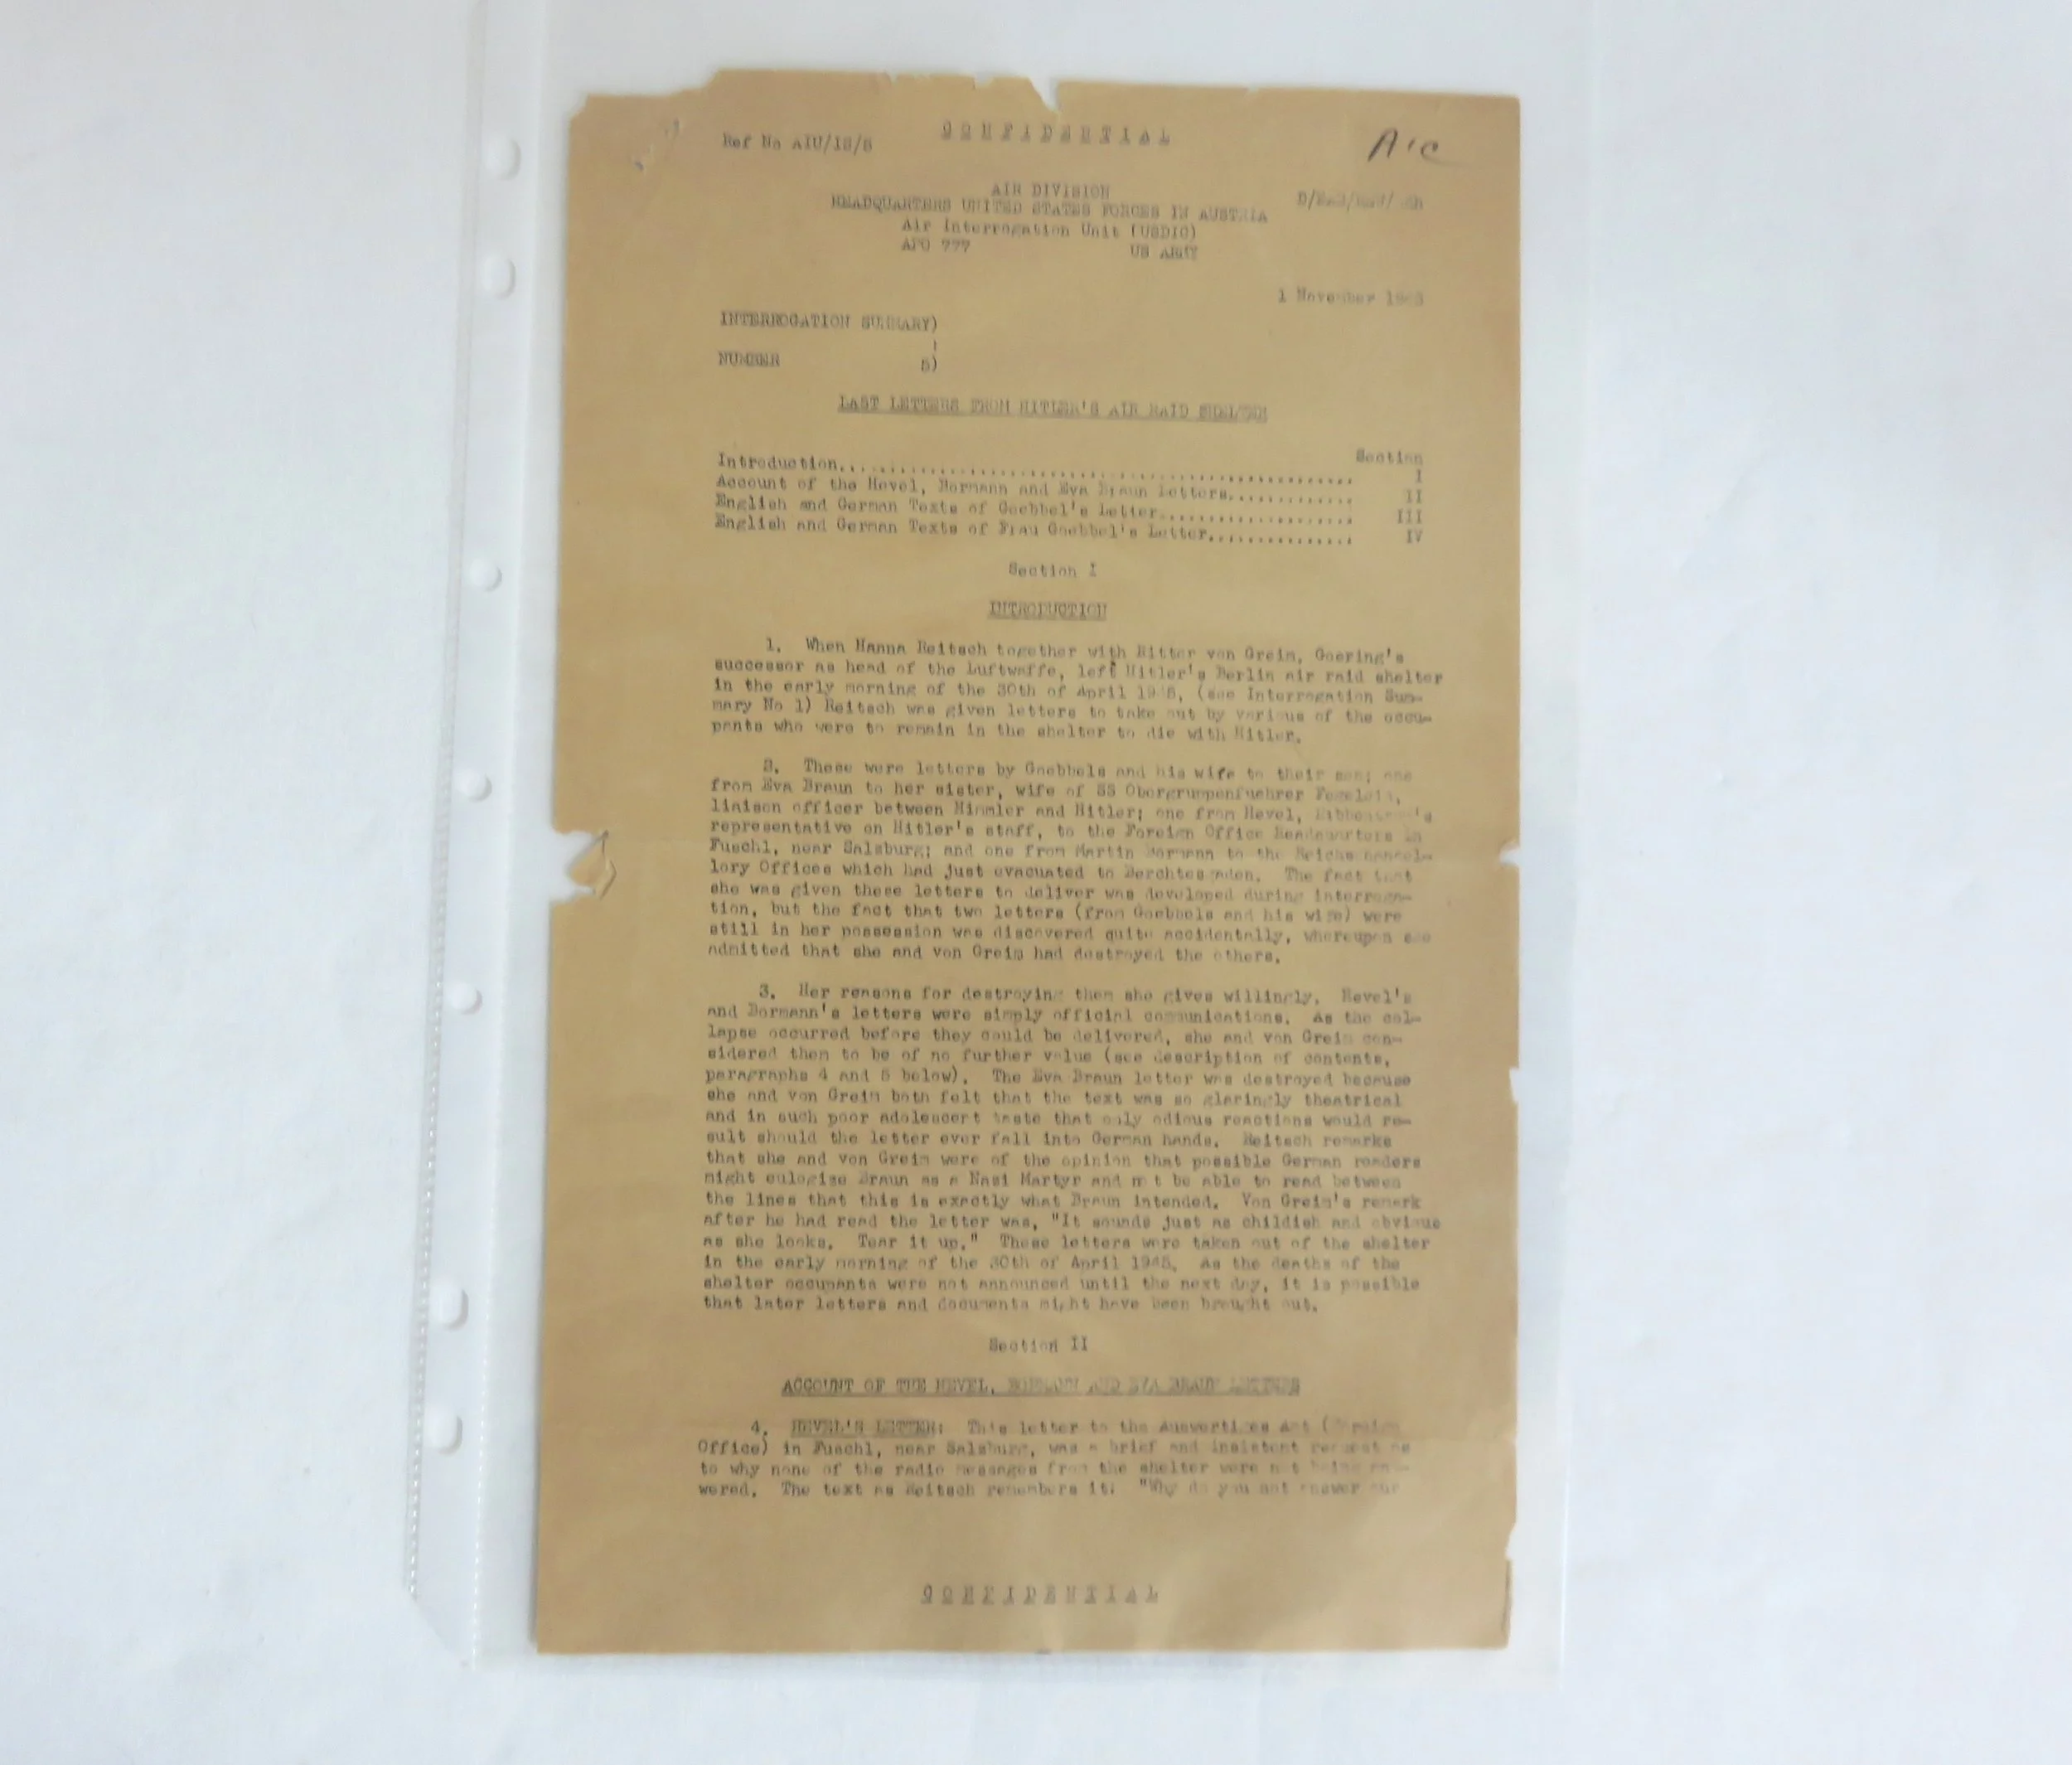 CONFIDENTIAL
Ref No AIU/IS/5
AIR DIVISION
HEADQUARTERS UNITED STATES FORCES IN AUSTRIA
Air Interrogation Unit (USDIC)
APO 777 US ARMY
1 November
INTERROGATION SUMMARY)
)
NUMBER 5)
LAST LETTERS FROM HITLER'S AIR RAID SHELTER
Section
Introduction I
Account of the Hevel, Bormann and Eva Braun Letters II
English and German Texts of Goebbel's Letter III
English and German Texts of Frau Goebbel's Letter IV
Section I
INTRODUCTION
1. When Hanna Reitsch together with Ritter von Greim, Goering's
successor as head of the Luftwaffe, left Hitler's Berlin air raid shelter
in the early morning of the 30th of April 1945, (see Interrogation Sum-
mary No 1) Reitsch was given letters to take out by various of the occu-
pants who were to remain in the shelter to die with Hitler.
2. These were letters by Goebbels and his wife to their son; one
from Eva Braun to her sister, wife of SS Obergruppenfuehrer Fegelein,
liaison officer between Himmler and Hitler; one from Hevel, Ribbentrop's
representative on Hitler's staff, to the Foreign Office Headquarters in
Fuschl, near Salzburg; and one from Martin Bormann to the Reichs
lory Offices which had just evacuated to Berchtesgaden. The fact that
she was given these letters to deliver was developed during interroga-
tion, but the fact that two letters (from Goebbels and his wife) were
still in her possession was discovered quite accidentally, whereupon she
admitted that she and von Greim had destroyed the others.
3. Her reasons for destroying them she gives willingly. Hevel's
and Bormann's letters were simply official communications. As the col-
lapse occurred before they could be delivered, she and von Greim con-
sidered them to be of no further value (see description of contents,
paragraphs 4 and 5 below). The Eva Braun letter was destroyed because
she and von Greim both felt that the text was so glaringly theatrical
and in such poor adolescert taste that only odious reactions would re-
sult should the letter ever fall into German hands. Reitsch remarks
that she and von Greim were of the opinion that possible German readers
might eulogize Braun as a Nazi Martyr and not be able to read between
the lines that this is exactly what Braun intended. Von Greim's remark
after he had read the letter was, "It sounds just as childish and obvious
as she looks. Tear it up." These letters were taken out of the shelter
in the early morning of the 30th of April 1945. As the deaths of the
shelter occupants were not announced until the next day, it is possible
that later letters and documents might have been brought out.
Section II
ACCOUNT OF THE HEVEL, BORMANN AND EVA BRAUN LETTERS
4. HEVEL'S LETTER: This letter to the Auswertiges Amt (Foreign
Office) in Fuschl, near Salzburg, was a brief and insistent request as
to why none of the radio messages from the shelter were not being
wered. The text as Reitsch remembers it: "Why do you not answer our
CONFIDENTIAL